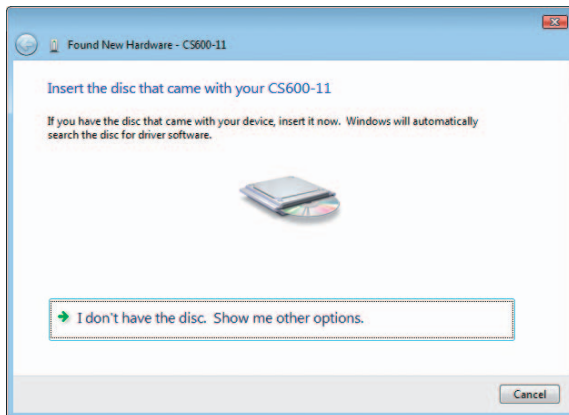 Found New Hardware - CS600-11
Insert the disc that came with your CS600-11
If you have the disc that came with your device, insert it now.  Windows will automatically
search the disc for driver software.
I don't have the disc.  Show me other options.
Cancel